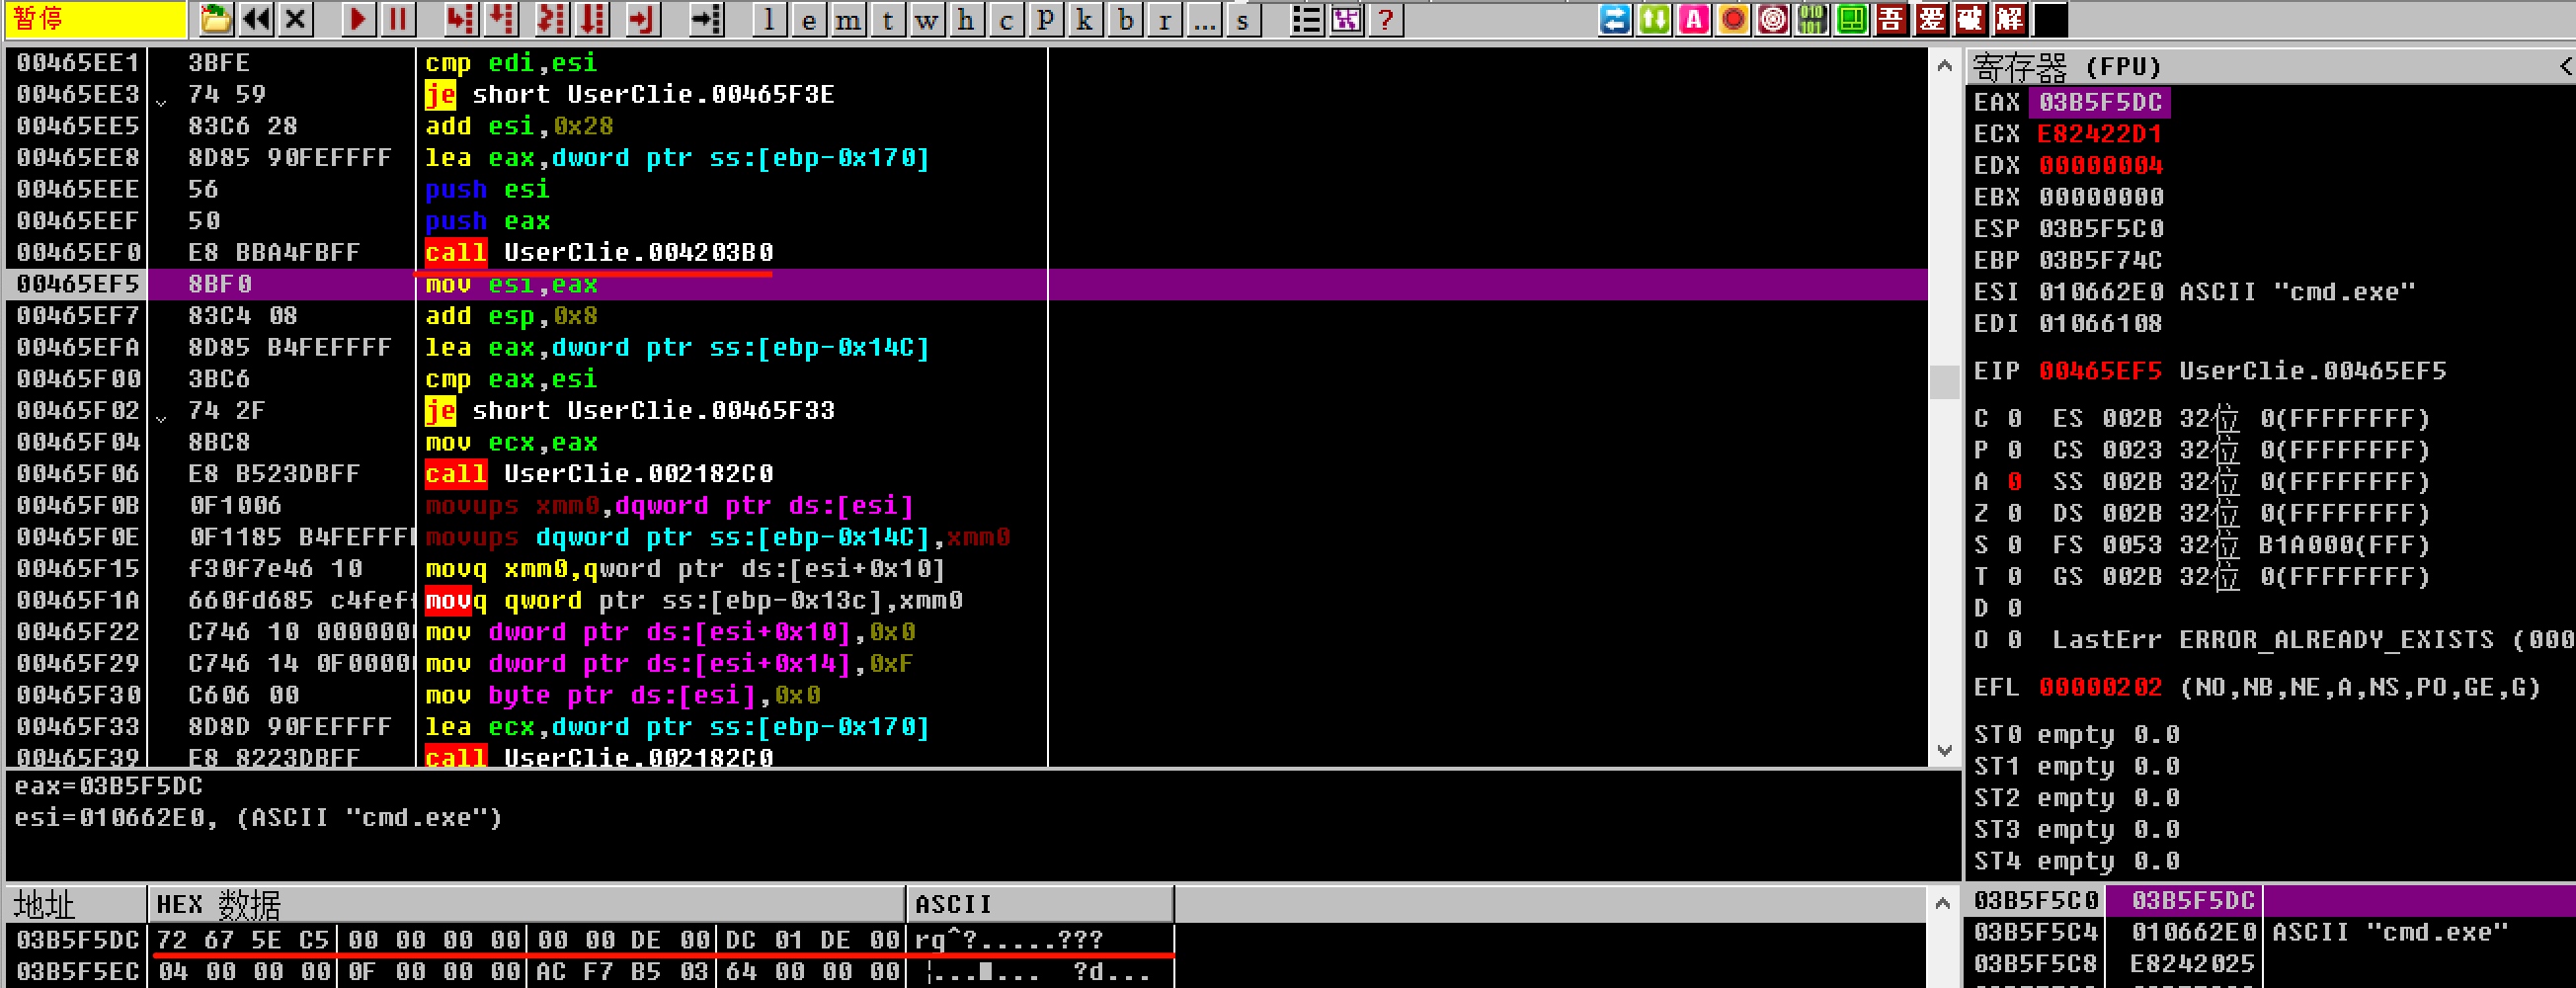 暂停 l e m t w h c p k b r ... s ? A 010 101 吾 爱 破 解
00465EE1 3BFE cmp edi,esi
00465EE3 74 59 je short UserClie.00465F3E
00465EE5 83C6 28 add esi,0x28
00465EE8 8D85 90FEFFFF lea eax,dword ptr ss:[ebp-0x170]
00465EEE 56 push esi
00465EEF 50 push eax
00465EF0 E8 BBA4FBFF call UserClie.004203B0
00465EF5 8BF0 mov esi,eax
00465EF7 83C4 08 add esp,0x8
00465EFA 8D85 B4FEFFFF lea eax,dword ptr ss:[ebp-0x14C]
00465F00 3BC6 cmp eax,esi
00465F02 74 2F je short UserClie.00465F33
00465F04 8BC8 mov ecx,eax
00465F06 E8 B523DBFF call UserClie.002182C0
00465F0B 0F1006 movups xmm0,dqword ptr ds:[esi]
00465F0E 0F1185 B4FEFFF movups dqword ptr ss:[ebp-0x14C],xmm0
00465F15 f30f7e46 10 movq xmm0,qword ptr ds:[esi+0x10]
00465F1A 660fd685 c4fef movq qword ptr ss:[ebp-0x13c],xmm0
00465F22 C746 10 000000 mov dword ptr ds:[esi+0x10],0x0
00465F29 C746 14 0F0000 mov dword ptr ds:[esi+0x14],0xF
00465F30 C606 00 mov byte ptr ds:[esi],0x0
00465F33 8D8D 90FEFFFF lea ecx,dword ptr ss:[ebp-0x170]
00465F39 E8 8223DBFF call UserClie.002182C0
eax=03B5F5DC
esi=010662E0, (ASCII "cmd.exe")
寄存器 (FPU) <
EAX 03B5F5DC
ECX E82422D1
EDX 00000004
EBX 00000000
ESP 03B5F5C0
EBP 03B5F74C
ESI 010662E0 ASCII "cmd.exe"
EDI 01066108
EIP 00465EF5 UserClie.00465EF5
C 0 ES 002B 32位 0(FFFFFFFF)
P 0 CS 0023 32位 0(FFFFFFFF)
A 0 SS 002B 32位 0(FFFFFFFF)
Z 0 DS 002B 32位 0(FFFFFFFF)
S 0 FS 0053 32位 B1A000(FFF)
T 0 GS 002B 32位 0(FFFFFFFF)
D 0
O 0 LastErr ERROR_ALREADY_EXISTS (000
EFL 00000202 (NO,NB,NE,A,NS,PO,GE,G)
ST0 empty 0.0
ST1 empty 0.0
ST2 empty 0.0
ST3 empty 0.0
ST4 empty 0.0
地址 HEX 数据 ASCII
03B5F5DC 72 67 5E C5 00 00 00 00 00 00 DE 00 DC 01 DE 00 rg^?.....???
03B5F5EC 04 00 00 00 0F 00 00 00 AC F7 B5 03 64 00 00 00 ¦...■... ?d...
03B5F5C0 03B5F5DC
03B5F5C4 010662E0 ASCII "cmd.exe"
03B5F5C8 E8242025